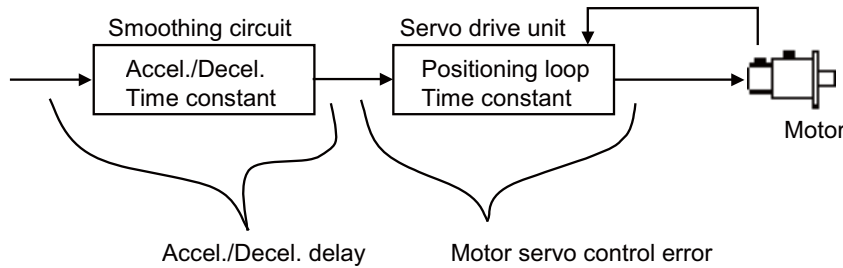 Smoothing circuit
Servo drive unit
Accel./Decel.
Time constant
Positioning loop
Time constant
Motor
Accel./Decel. delay
Motor servo control error